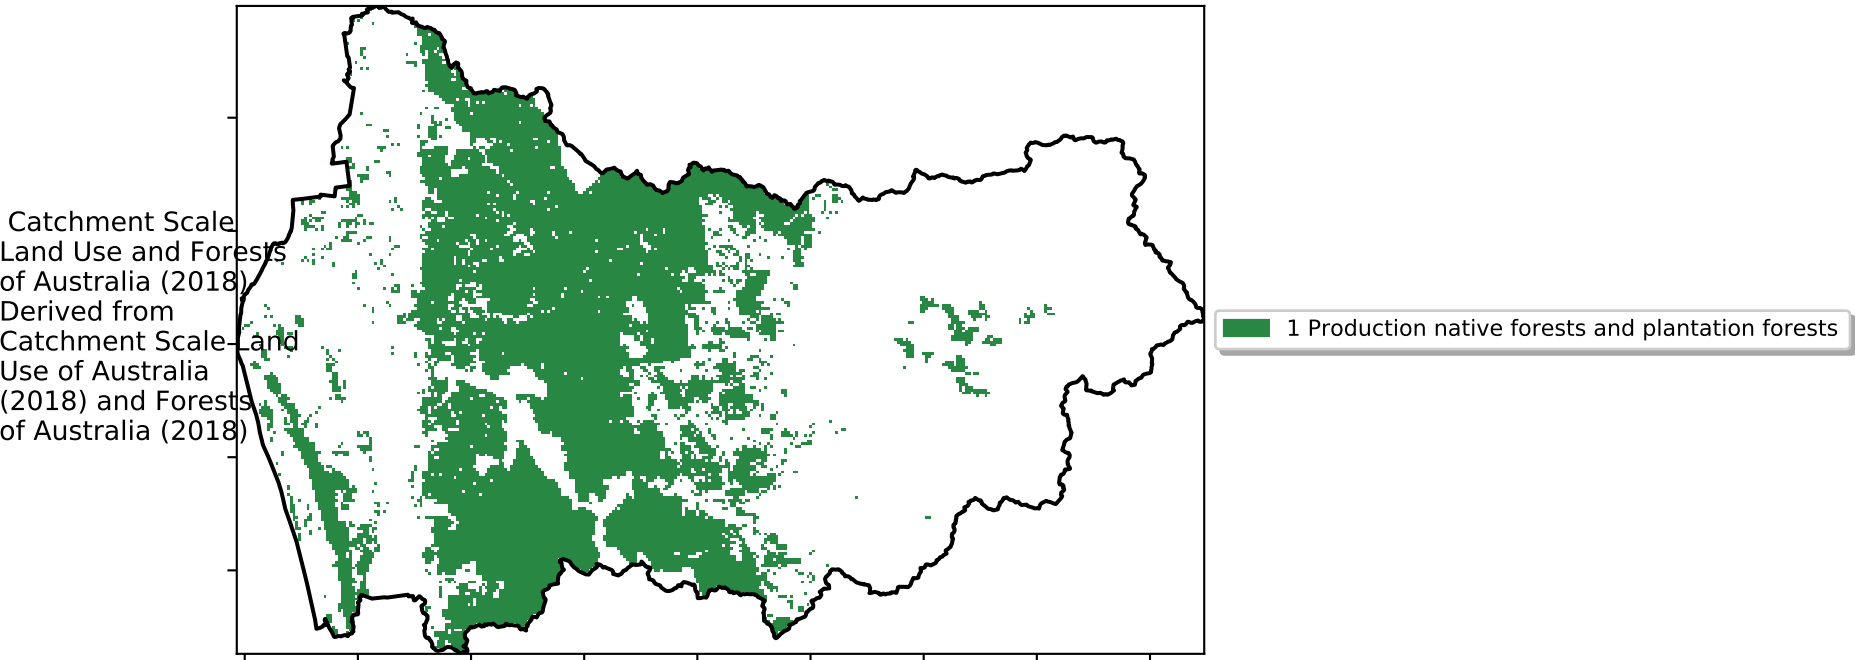 Catchment Scale
Land Use and Forests
of Australia (2018)
Derived from
Catchment Scale Land
Use of Australia
(2018) and Forests
of Australia (2018)
1 Production native forests and plantation forests